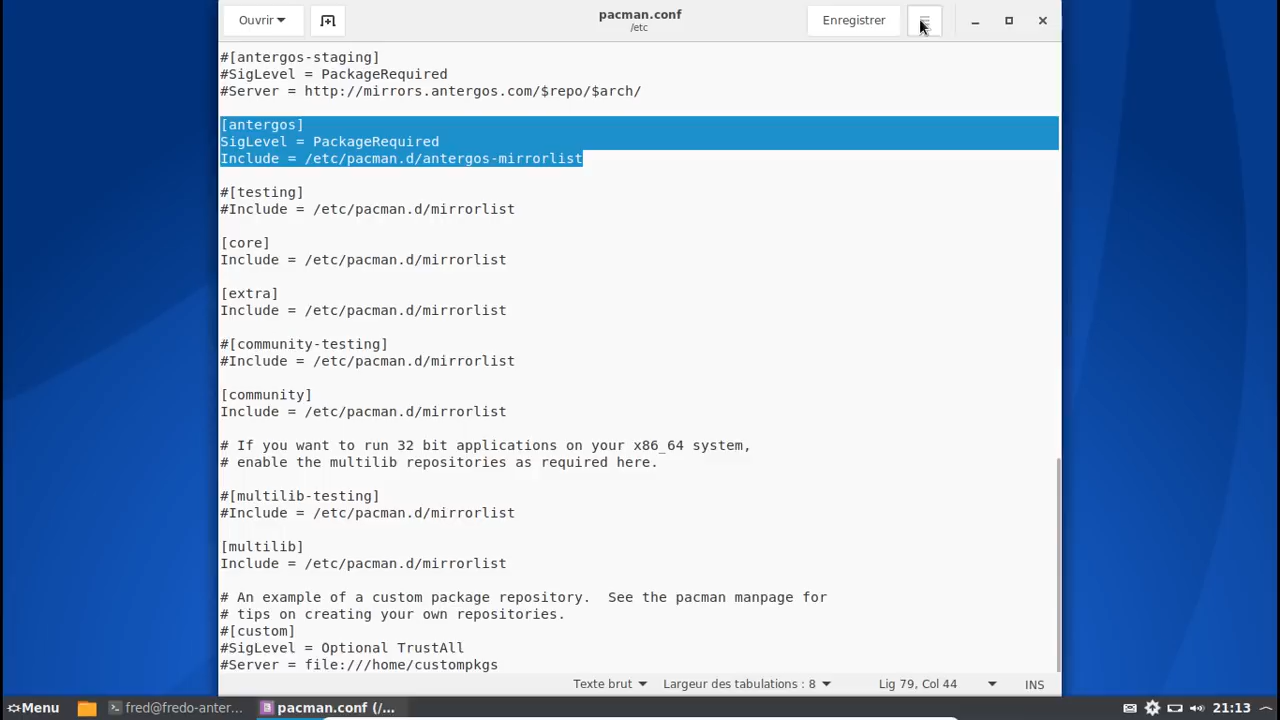 Ouvrir
pacman.conf
/etc
Enregistrer
#[antergos-staging]
#SigLevel = PackageRequired
#Server = http://mirrors.antergos.com/$repo/$arch/
[antergos]
SigLevel = PackageRequired
Include = /etc/pacman.d/antergos-mirrorlist
#[testing]
#Include = /etc/pacman.d/mirrorlist
[core]
Include = /etc/pacman.d/mirrorlist
[extra]
Include = /etc/pacman.d/mirrorlist
#[community-testing]
#Include = /etc/pacman.d/mirrorlist
[community]
Include = /etc/pacman.d/mirrorlist
# If you want to run 32 bit applications on your x86_64 system,
# enable the multilib repositories as required here.
#[multilib-testing]
#Include = /etc/pacman.d/mirrorlist
[multilib]
Include = /etc/pacman.d/mirrorlist
# An example of a custom package repository.  See the pacman manpage for
# tips on creating your own repositories.
#[custom]
#SigLevel = Optional TrustAll
#Server = file:///home/custompkgs
Texte brut Largeur des tabulations : 8 Lig 79, Col 44 INS
Menu fred@fredo-anter... pacman.conf (/... 21:13